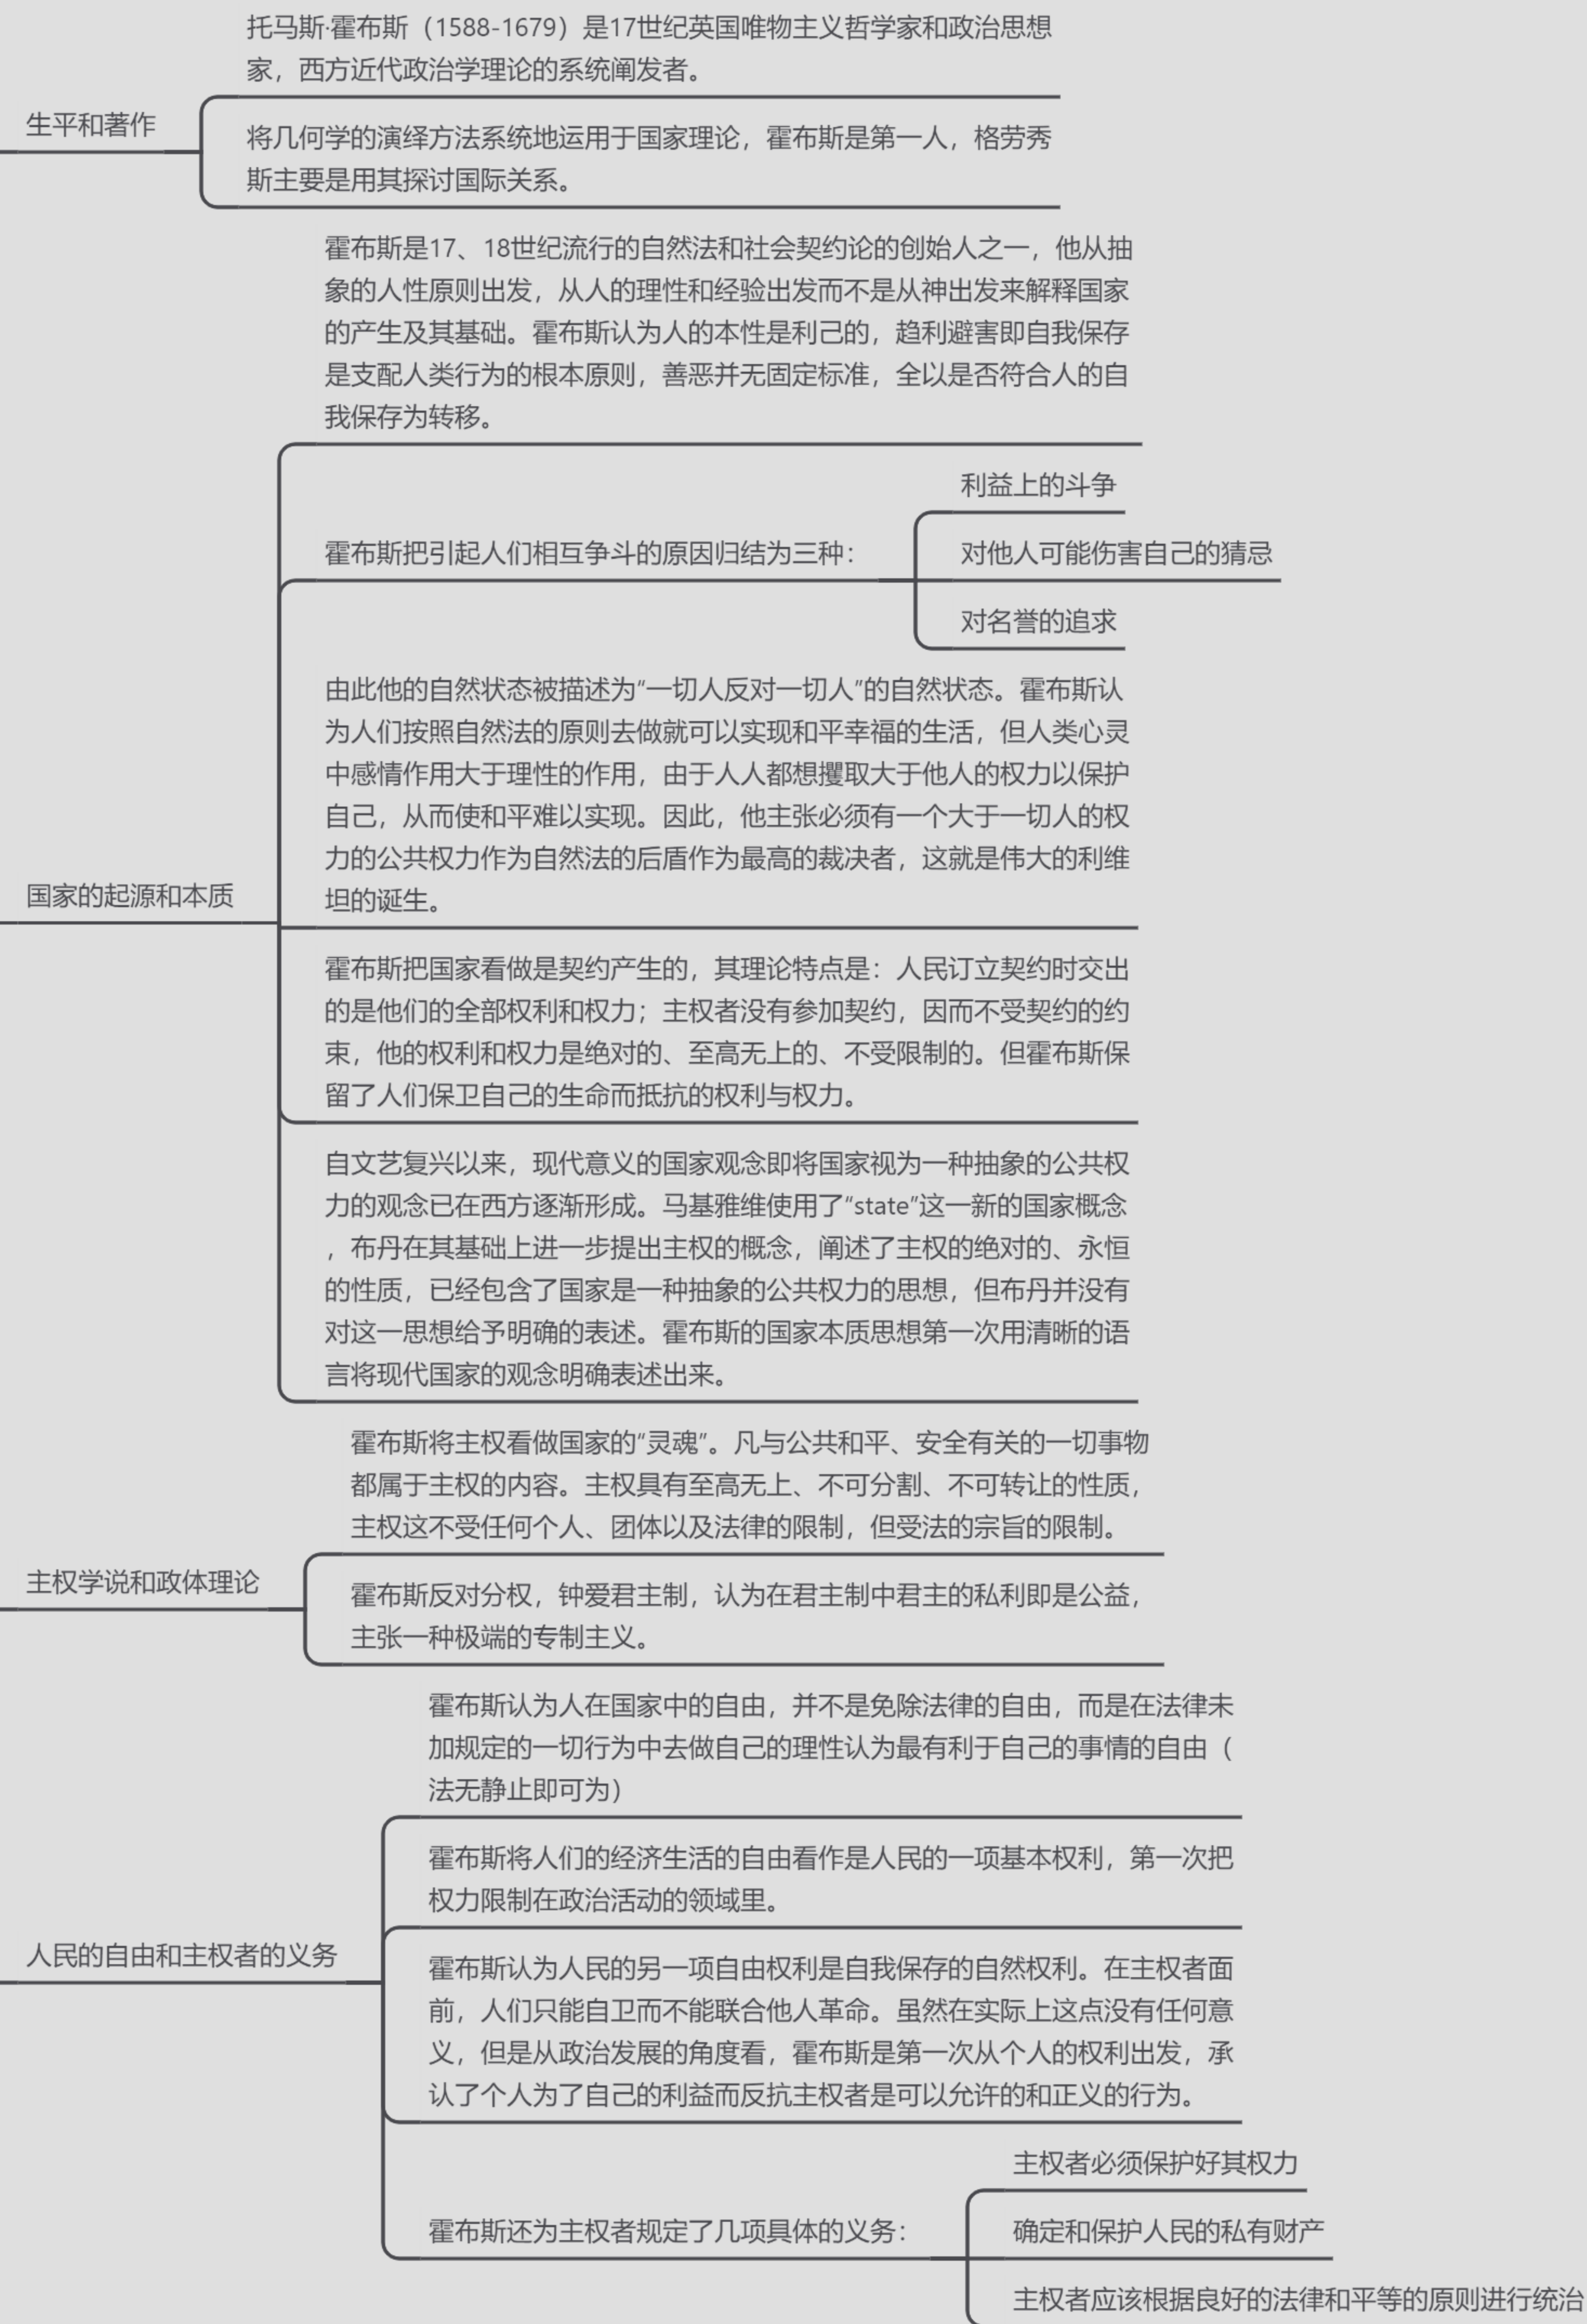 托马斯·霍布斯（1588-1679）是17世纪英国唯物主义哲学家和政治思想
家，西方近代政治学理论的系统阐发者。
生平和著作
将几何学的演绎方法系统地运用于国家理论，霍布斯是第一人，格劳秀
斯主要是用其探讨国际关系。
霍布斯是17、18世纪流行的自然法和社会契约论的创始人之一，他从抽
象的人性原则出发，从人的理性和经验出发而不是从神出发来解释国家
的产生及其基础。霍布斯认为人的本性是利己的，趋利避害即自我保存
是支配人类行为的根本原则，善恶并无固定标准，全以是否符合人的自
我保存为转移。
利益上的斗争
霍布斯把引起人们相互争斗的原因归结为三种：
对他人可能伤害自己的猜忌
对名誉的追求
由此他的自然状态被描述为“一切人反对一切人”的自然状态。霍布斯认
为人们按照自然法的原则去做就可以实现和平幸福的生活，但人类心灵
中感情作用大于理性的作用，由于人人都想攫取大于他人的权力以保护
自己，从而使和平难以实现。因此，他主张必须有一个大于一切人的权
力的公共权力作为自然法的后盾作为最高的裁决者，这就是伟大的利维
坦的诞生。
国家的起源和本质
霍布斯把国家看做是契约产生的，其理论特点是：人民订立契约时交出
的是他们的全部权利和权力；主权者没有参加契约，因而不受契约的约
束，他的权利和权力是绝对的、至高无上的、不受限制的。但霍布斯保
留了人们保卫自己的生命而抵抗的权利与权力。
自文艺复兴以来，现代意义的国家观念即将国家视为一种抽象的公共权
力的观念已在西方逐渐形成。马基雅维使用了“state”这一新的国家概念
，布丹在其基础上进一步提出主权的概念，阐述了主权的绝对的、永恒
的性质，已经包含了国家是一种抽象的公共权力的思想，但布丹并没有
对这一思想给予明确的表述。霍布斯的国家本质思想第一次用清晰的语
言将现代国家的观念明确表述出来。
霍布斯将主权看做国家的“灵魂”。凡与公共和平、安全有关的一切事物
都属于主权的内容。主权具有至高无上、不可分割、不可转让的性质，
主权这不受任何个人、团体以及法律的限制，但受法的宗旨的限制。
主权学说和政体理论
霍布斯反对分权，钟爱君主制，认为在君主制中君主的私利即是公益，
主张一种极端的专制主义。
霍布斯认为人在国家中的自由，并不是免除法律的自由，而是在法律未
加规定的一切行为中去做自己的理性认为最有利于自己的事情的自由（
法无静止即可为）
霍布斯将人们的经济生活的自由看作是人民的一项基本权利，第一次把
权力限制在政治活动的领域里。
人民的自由和主权者的义务
霍布斯认为人民的另一项自由权利是自我保存的自然权利。在主权者面
前，人们只能自卫而不能联合他人革命。虽然在实际上这点没有任何意
义，但是从政治发展的角度看，霍布斯是第一次从个人的权利出发，承
认了个人为了自己的利益而反抗主权者是可以允许的和正义的行为。
主权者必须保护好其权力
霍布斯还为主权者规定了几项具体的义务：
确定和保护人民的私有财产
主权者应该根据良好的法律和平等的原则进行统治